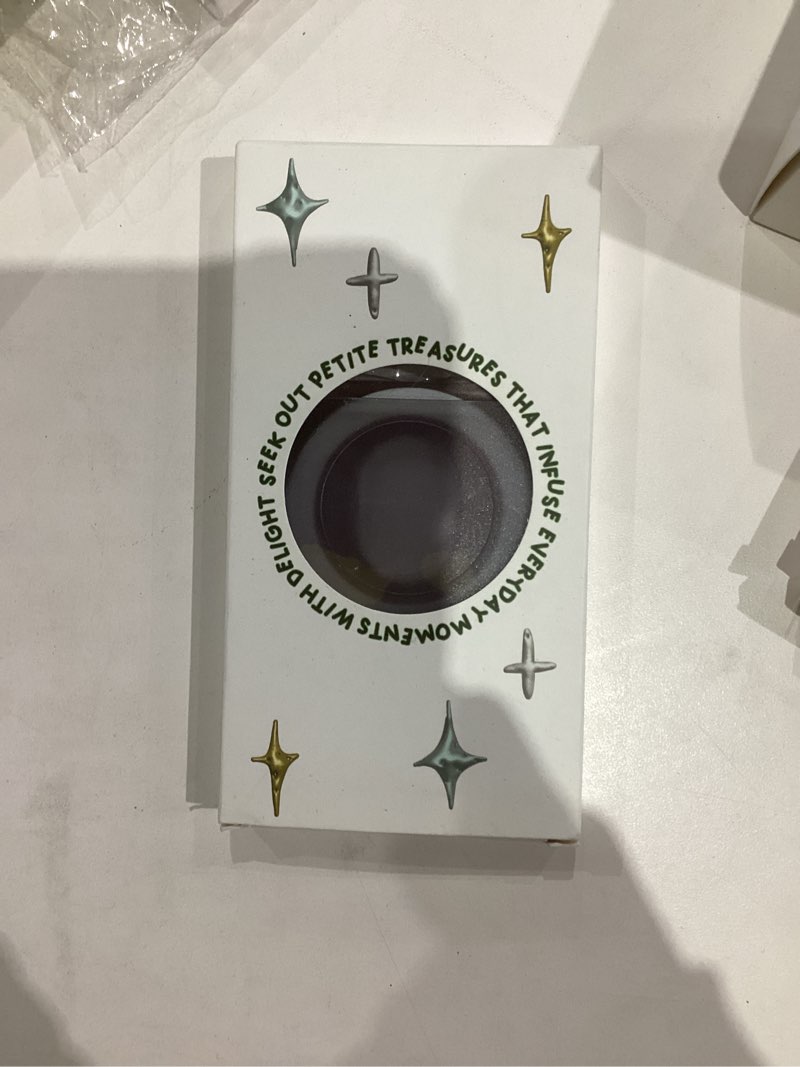 SEEK OUT PETITE TREASURES THAT INFUSE EVERYDAY MOMENTS WITH DELIGHT